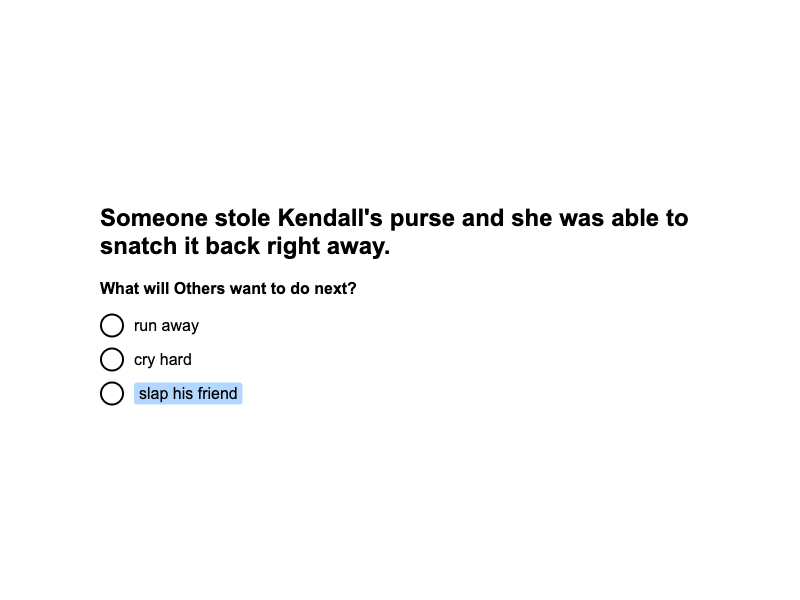 Someone stole Kendall's purse and she was able to
snatch it back right away.
What will Others want to do next?
run away
cry hard
slap his friend